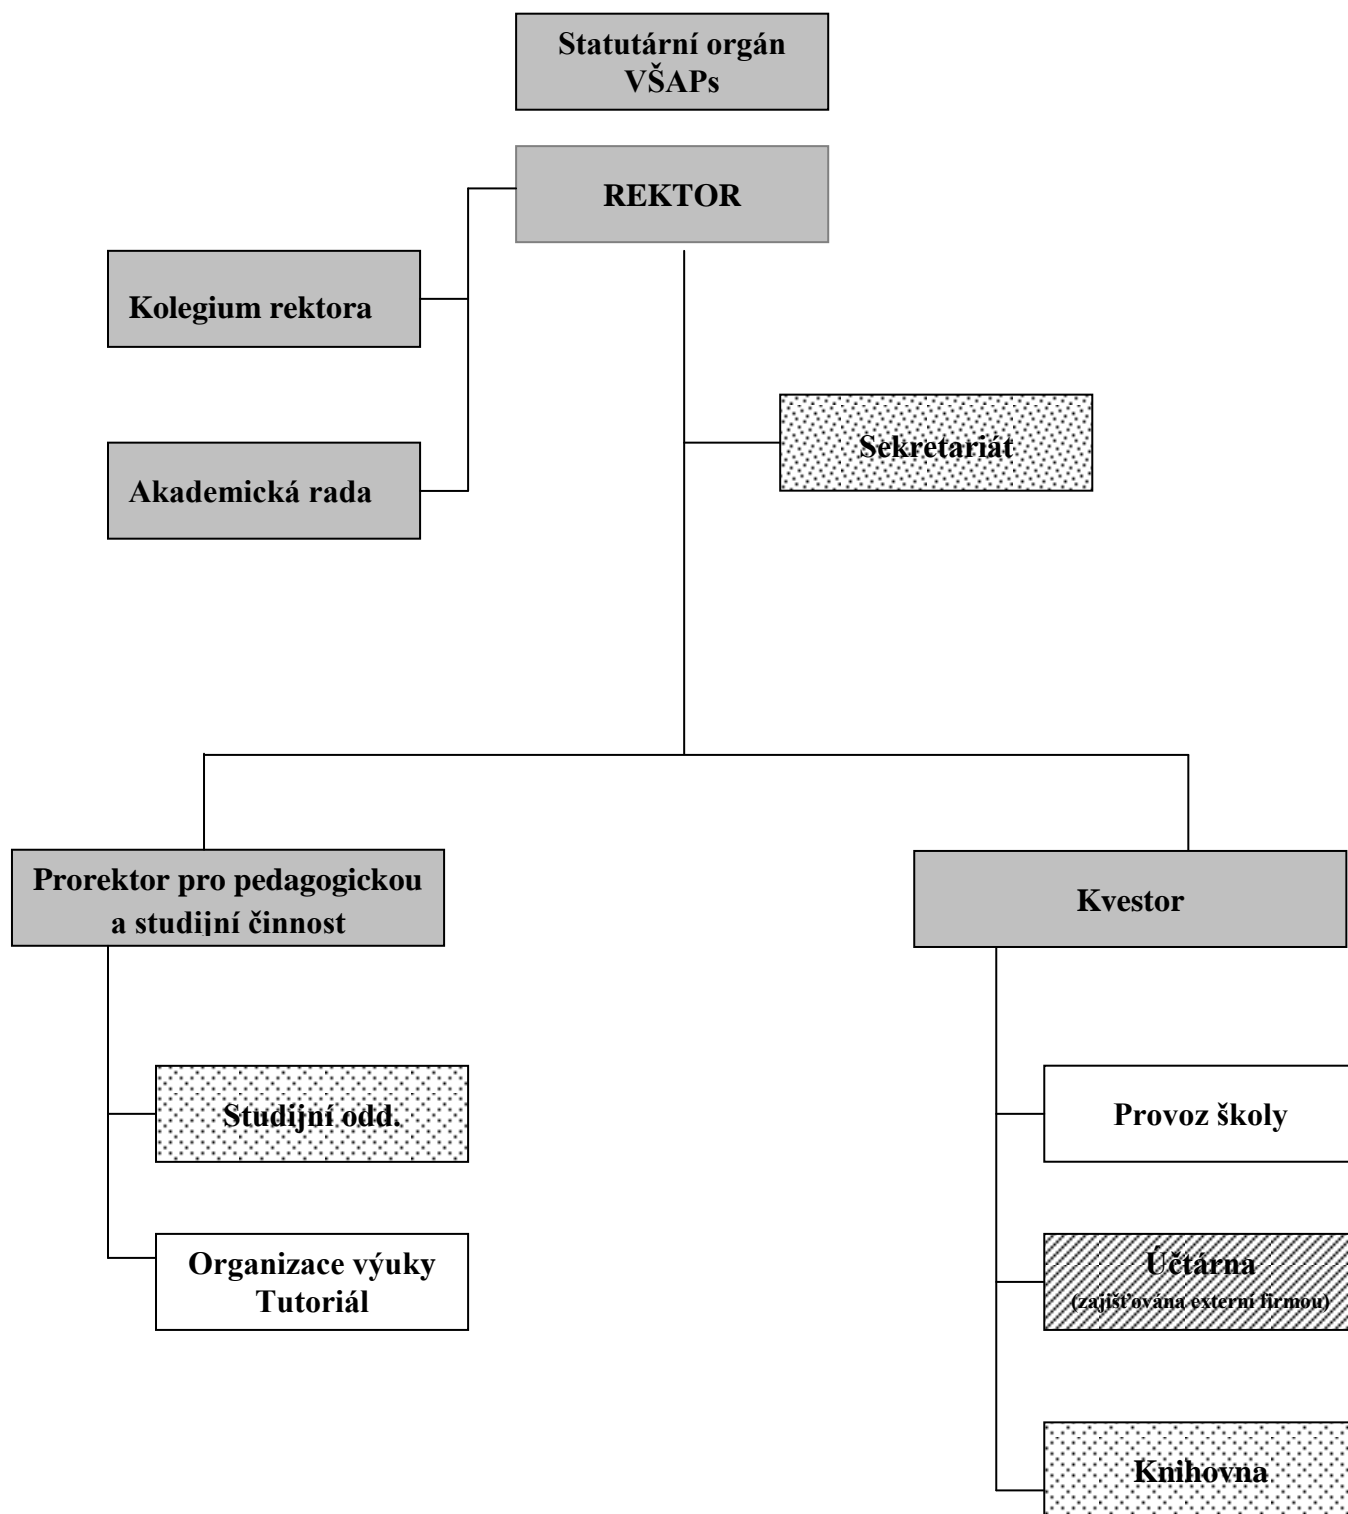 Statutární orgán
VŠAPs
REKTOR
Kolegium rektora
Sekretariát
Akademická rada
Prorektor pro pedagogickou
a studijní činnost
Kvestor
Studijní odd.
Provoz školy
Organizace výuky
Tutoriál
Účtárna
(zajišťována externí firmou)
Knihovna